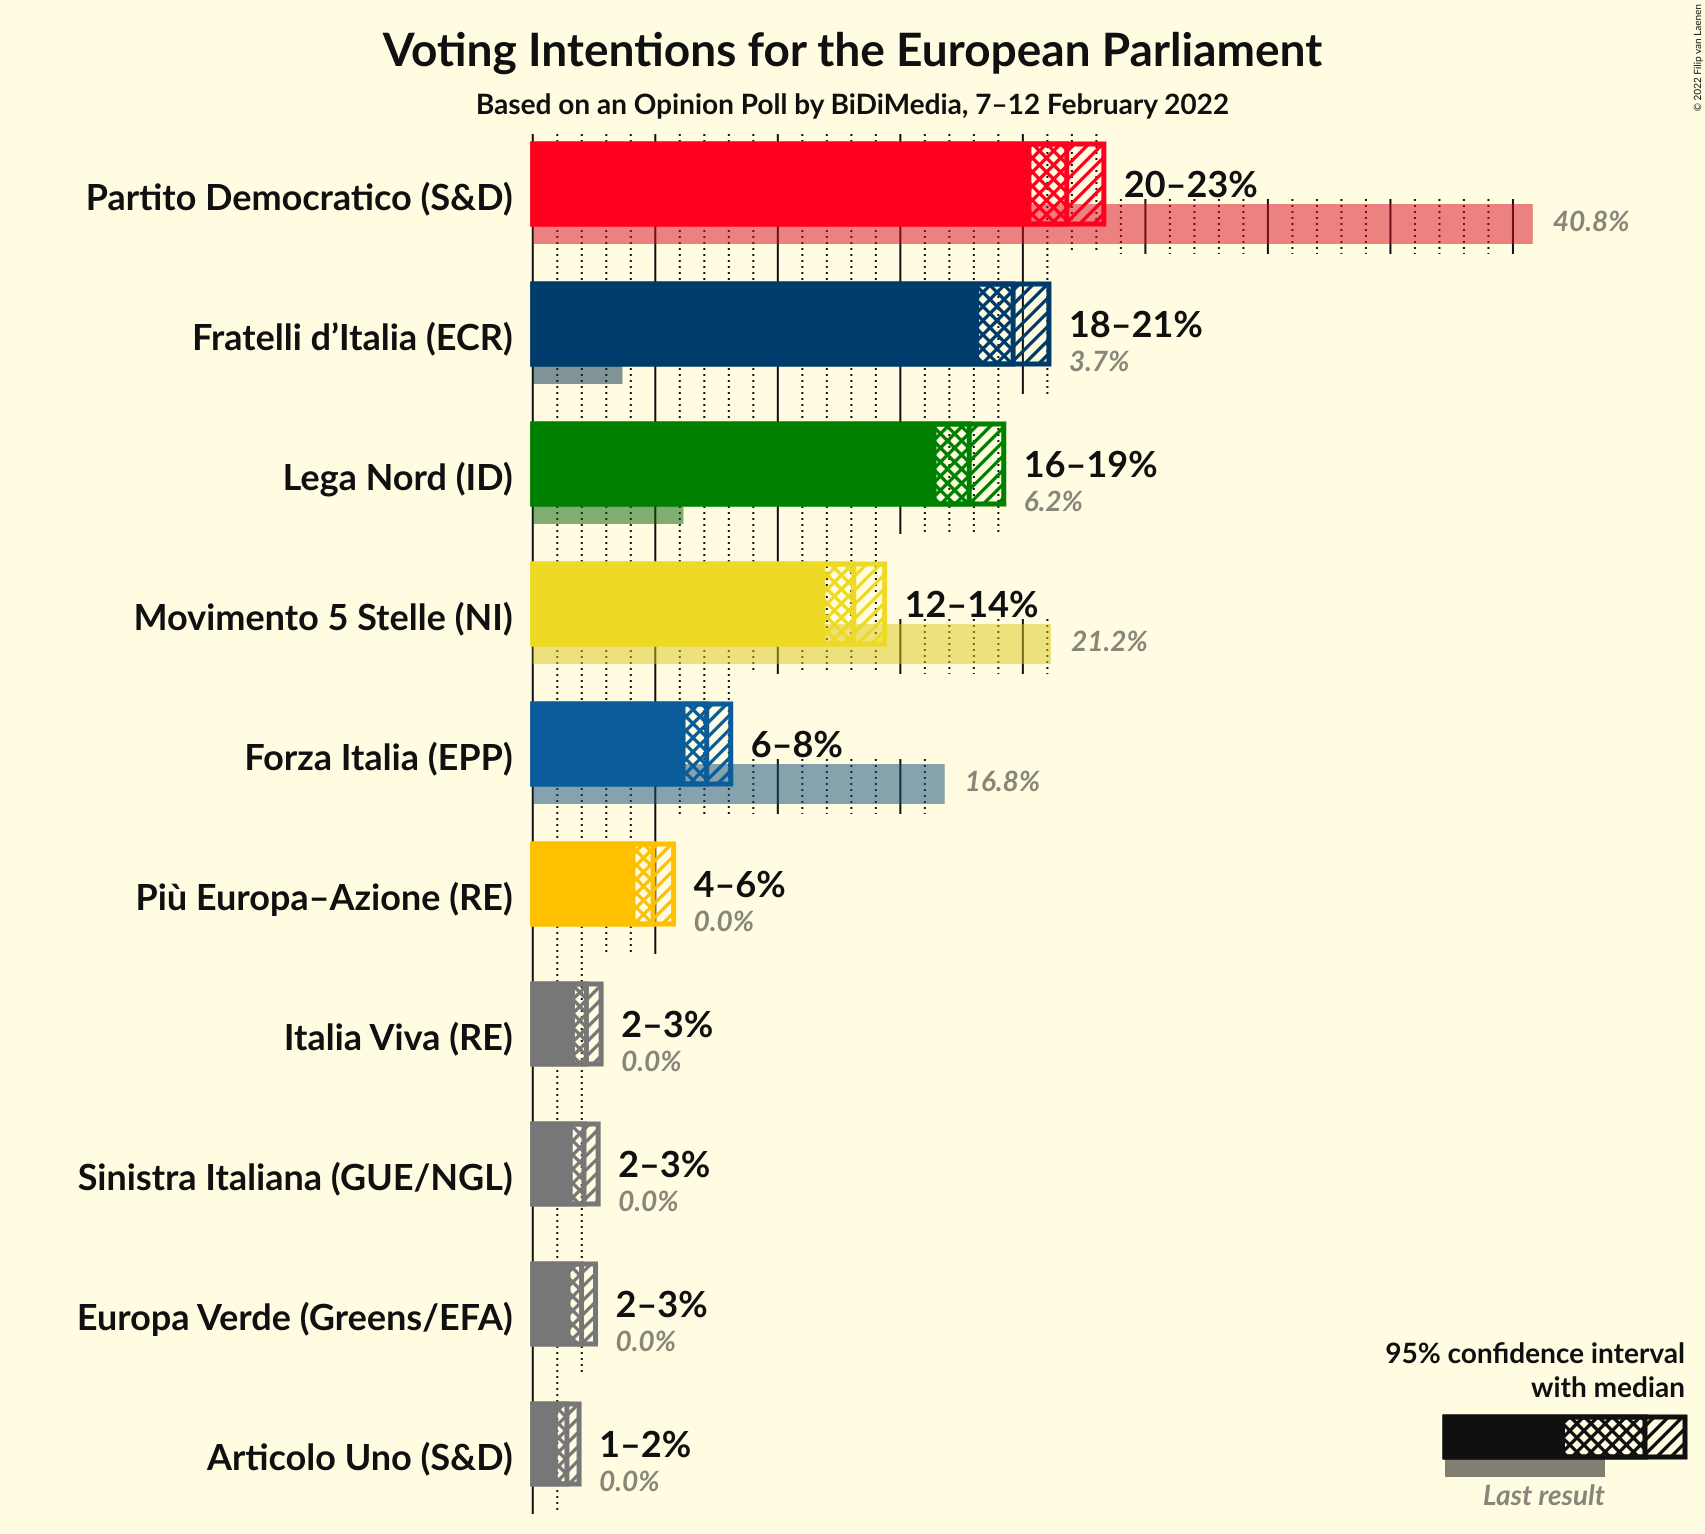 Voting Intentions for the European Parliament
Based on an Opinion Poll by BiDiMedia, 7–12 February 2022
© 2022 Filip van Laenen
Partito Democratico (S&D)
20–23%
40.8%
Fratelli d’Italia (ECR)
18–21%
3.7%
Lega Nord (ID)
16–19%
6.2%
Movimento 5 Stelle (NI)
12–14%
21.2%
Forza Italia (EPP)
6–8%
16.8%
Più Europa–Azione (RE)
4–6%
0.0%
Italia Viva (RE)
2–3%
0.0%
Sinistra Italiana (GUE/NGL)
2–3%
0.0%
Europa Verde (Greens/EFA)
2–3%
0.0%
Articolo Uno (S&D)
1–2%
0.0%
95% confidence interval
with median
Last result